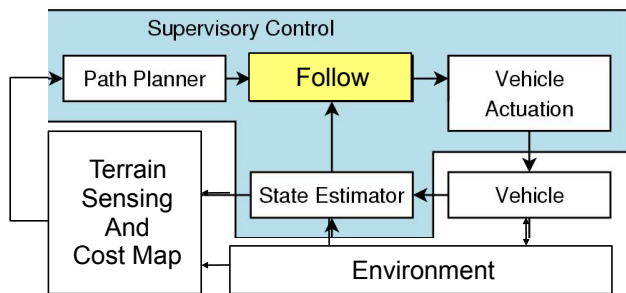 Supervisory Control
Path Planner
Follow
Vehicle
Actuation
Terrain
Sensing
And
Cost Map
State Estimator
Vehicle
Environment